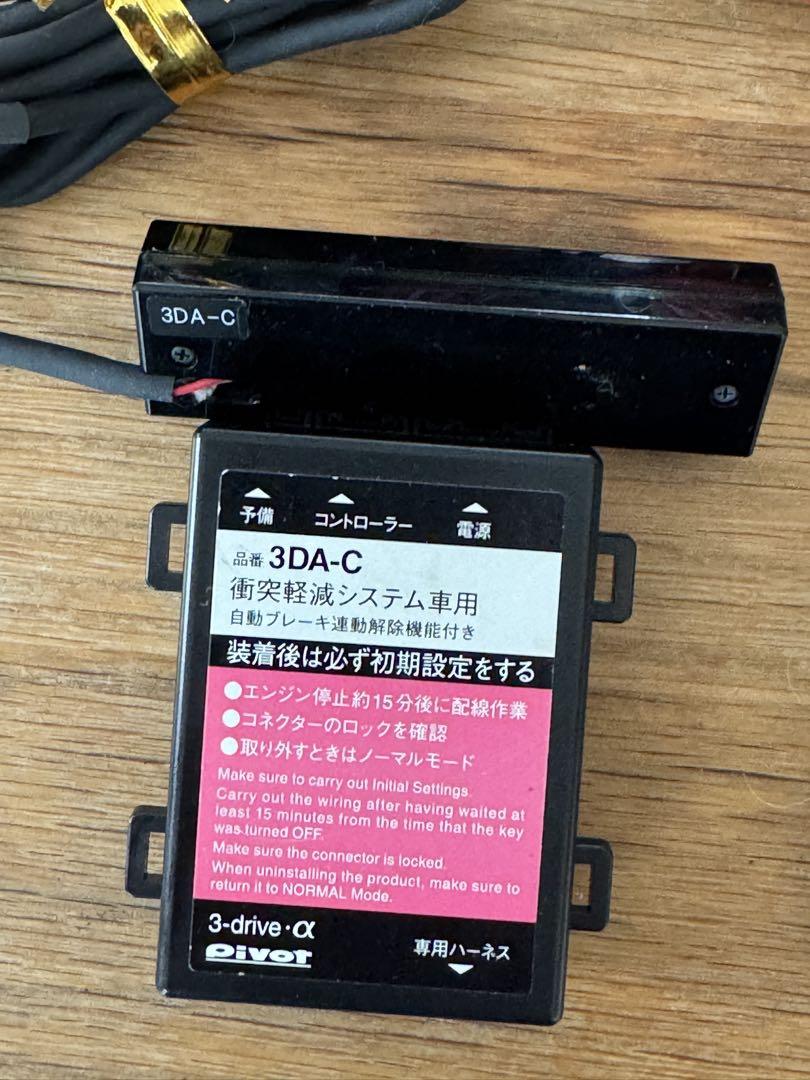 3DA-C
予備 コントローラー 電源
品番 3DA-C
衝突軽減システム車用
自動ブレーキ連動解除機能付き
装着後は必ず初期設定をする
●エンジン停止約15分後に配線作業
●コネクターのロックを確認
●取り外すときはノーマルモード
Make sure to carry out Initial Settings.
Carry out the wiring after having waited at
least 15 minutes from the time that the key
was turned OFF.
Make sure the connector is locked.
When uninstalling the product, make sure to
return it to NORMAL Mode.
3-drive・α
Pivot
専用ハーネス